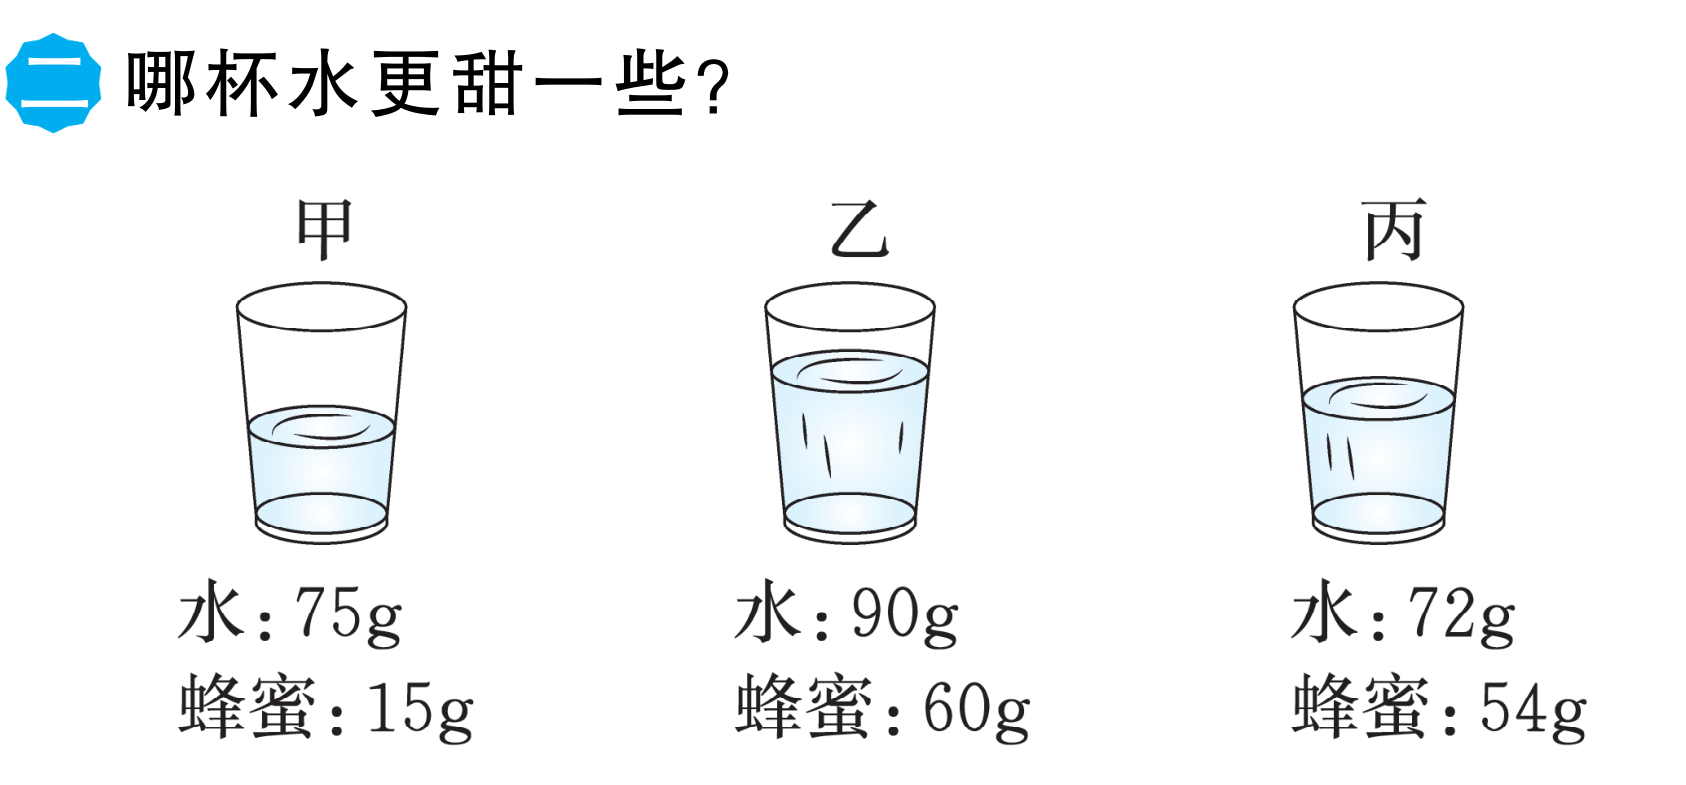 二 哪杯水更甜一些?
甲 乙 丙
水:75g 水:90g 水:72g
蜂蜜:15g 蜂蜜:60g 蜂蜜:54g